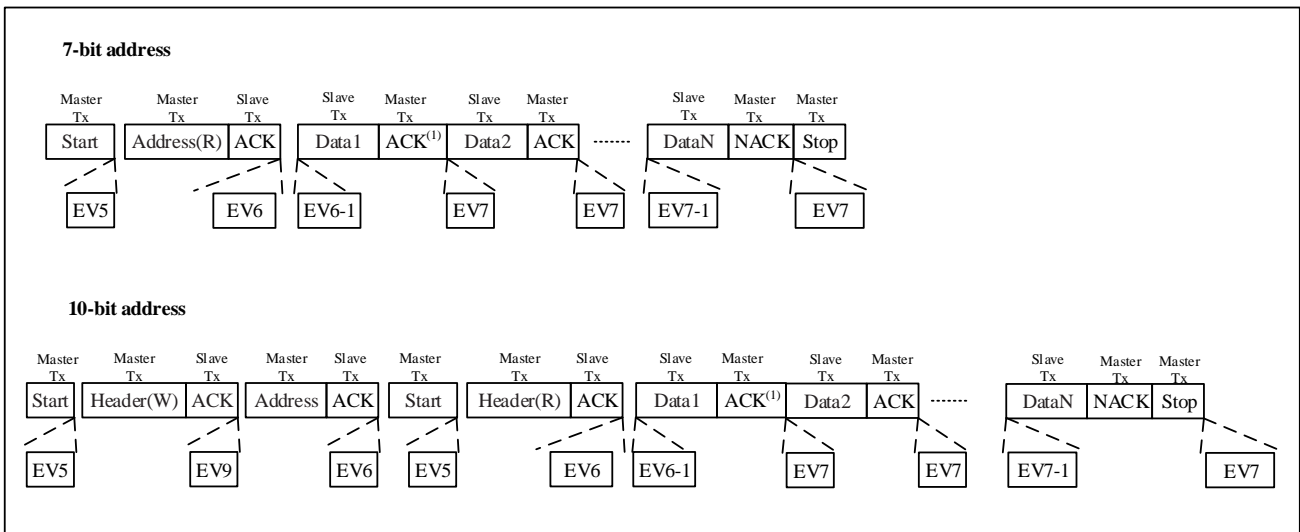 7-bit address
Master Tx Master Tx Slave Tx Slave Tx Master Tx Slave Tx Master Tx Slave Tx Master Tx Master Tx
Start Address(R) ACK Data1 ACK(1) Data2 ACK ········ DataN NACK Stop
EV5 EV6 EV6-1 EV7 EV7 EV7-1 EV7
10-bit address
Master Tx Master Tx Slave Tx Master Tx Slave Tx Master Tx Master Tx Slave Tx Slave Tx Master Tx Slave Tx Master Tx Slave Tx Master Tx Master Tx
Start Header(W) ACK Address ACK Start Header(R) ACK Data1 ACK(1) Data2 ACK ········ DataN NACK Stop
EV5 EV9 EV6 EV5 EV6 EV6-1 EV7 EV7 EV7-1 EV7